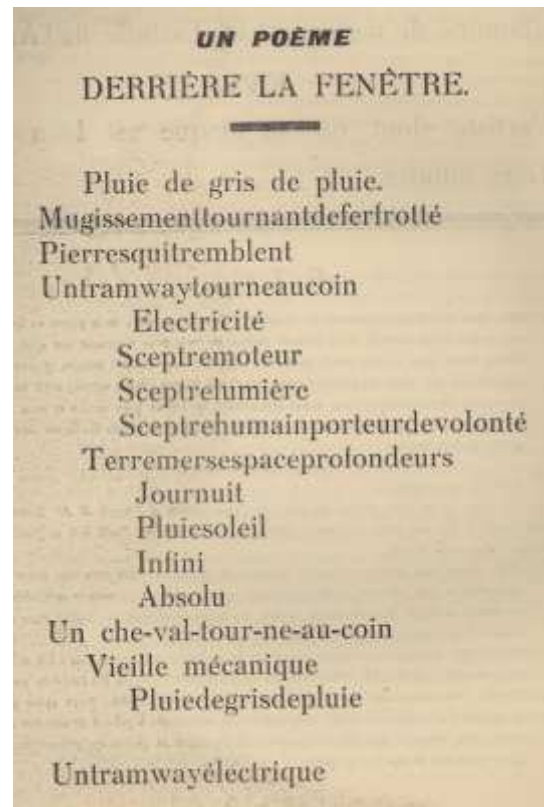 UN POÈME
DERRIÈRE LA FENÊTRE.
Pluie de gris de pluie.
Mugissementtournantdeferfrotté
Pierresquitremblent
Untramwaytourneaucoin
Electricité
Sceptremoteur
Sceptrelumière
Sceptrehumainporteurdevolonté
Terremersespaceprofondeurs
Journuit
Pluiesoleil
Infini
Absolu
Un che-val-tour-ne-au-coin
Vieille mécanique
Pluiedegrisdepluie
Untramwayélectrique